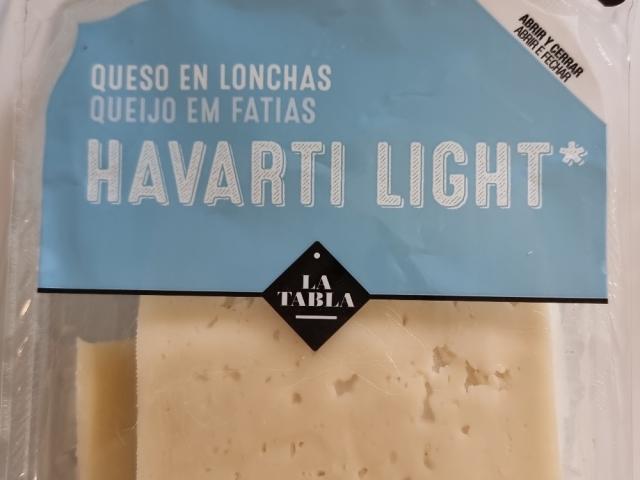 ABRIR Y CERRAR
ABRIR E FECHAR
QUESO EN LONCHAS
QUEIJO EM FATIAS
HAVARTI LIGHT*
LA
TABLA